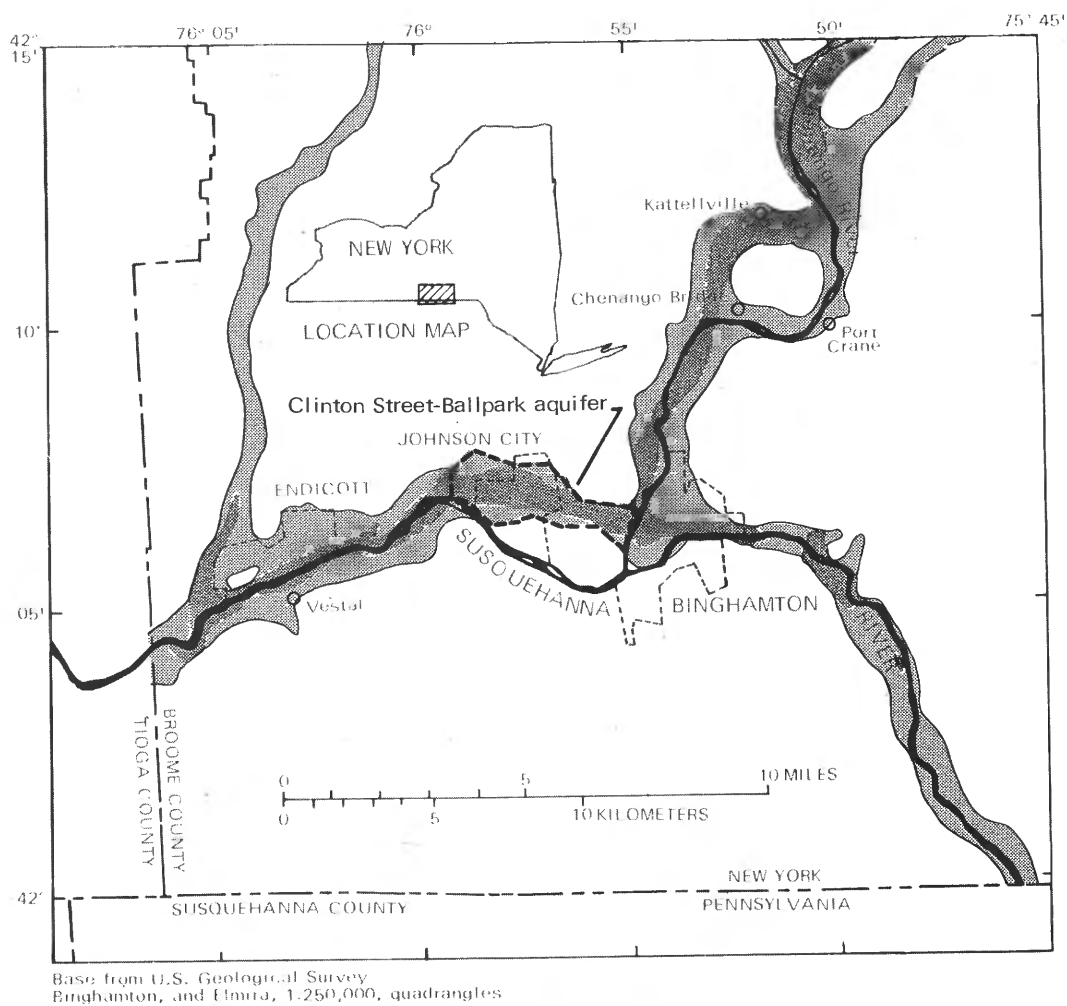 42°
15'
76° 05'
76°
55'
50'
75° 45'
Kattellville
RIVER
NEW YORK
LOCATION MAP
Chenango
Port
Crane
10'
Clinton Street-Ballpark aquifer
JOHNSON CITY
ENDICOTT
SUSQUEHANNA
RIVER
BINGHAMTON
Vestal
05'
TIOGA COUNTY
BROOME COUNTY
0 5 10 MILES
0 5 10 KILOMETERS
42°
NEW YORK
SUSQUEHANNA COUNTY
PENNSYLVANIA
Base from U.S. Geological Survey
Binghamton, and Elmira, 1:250,000, quadrangles